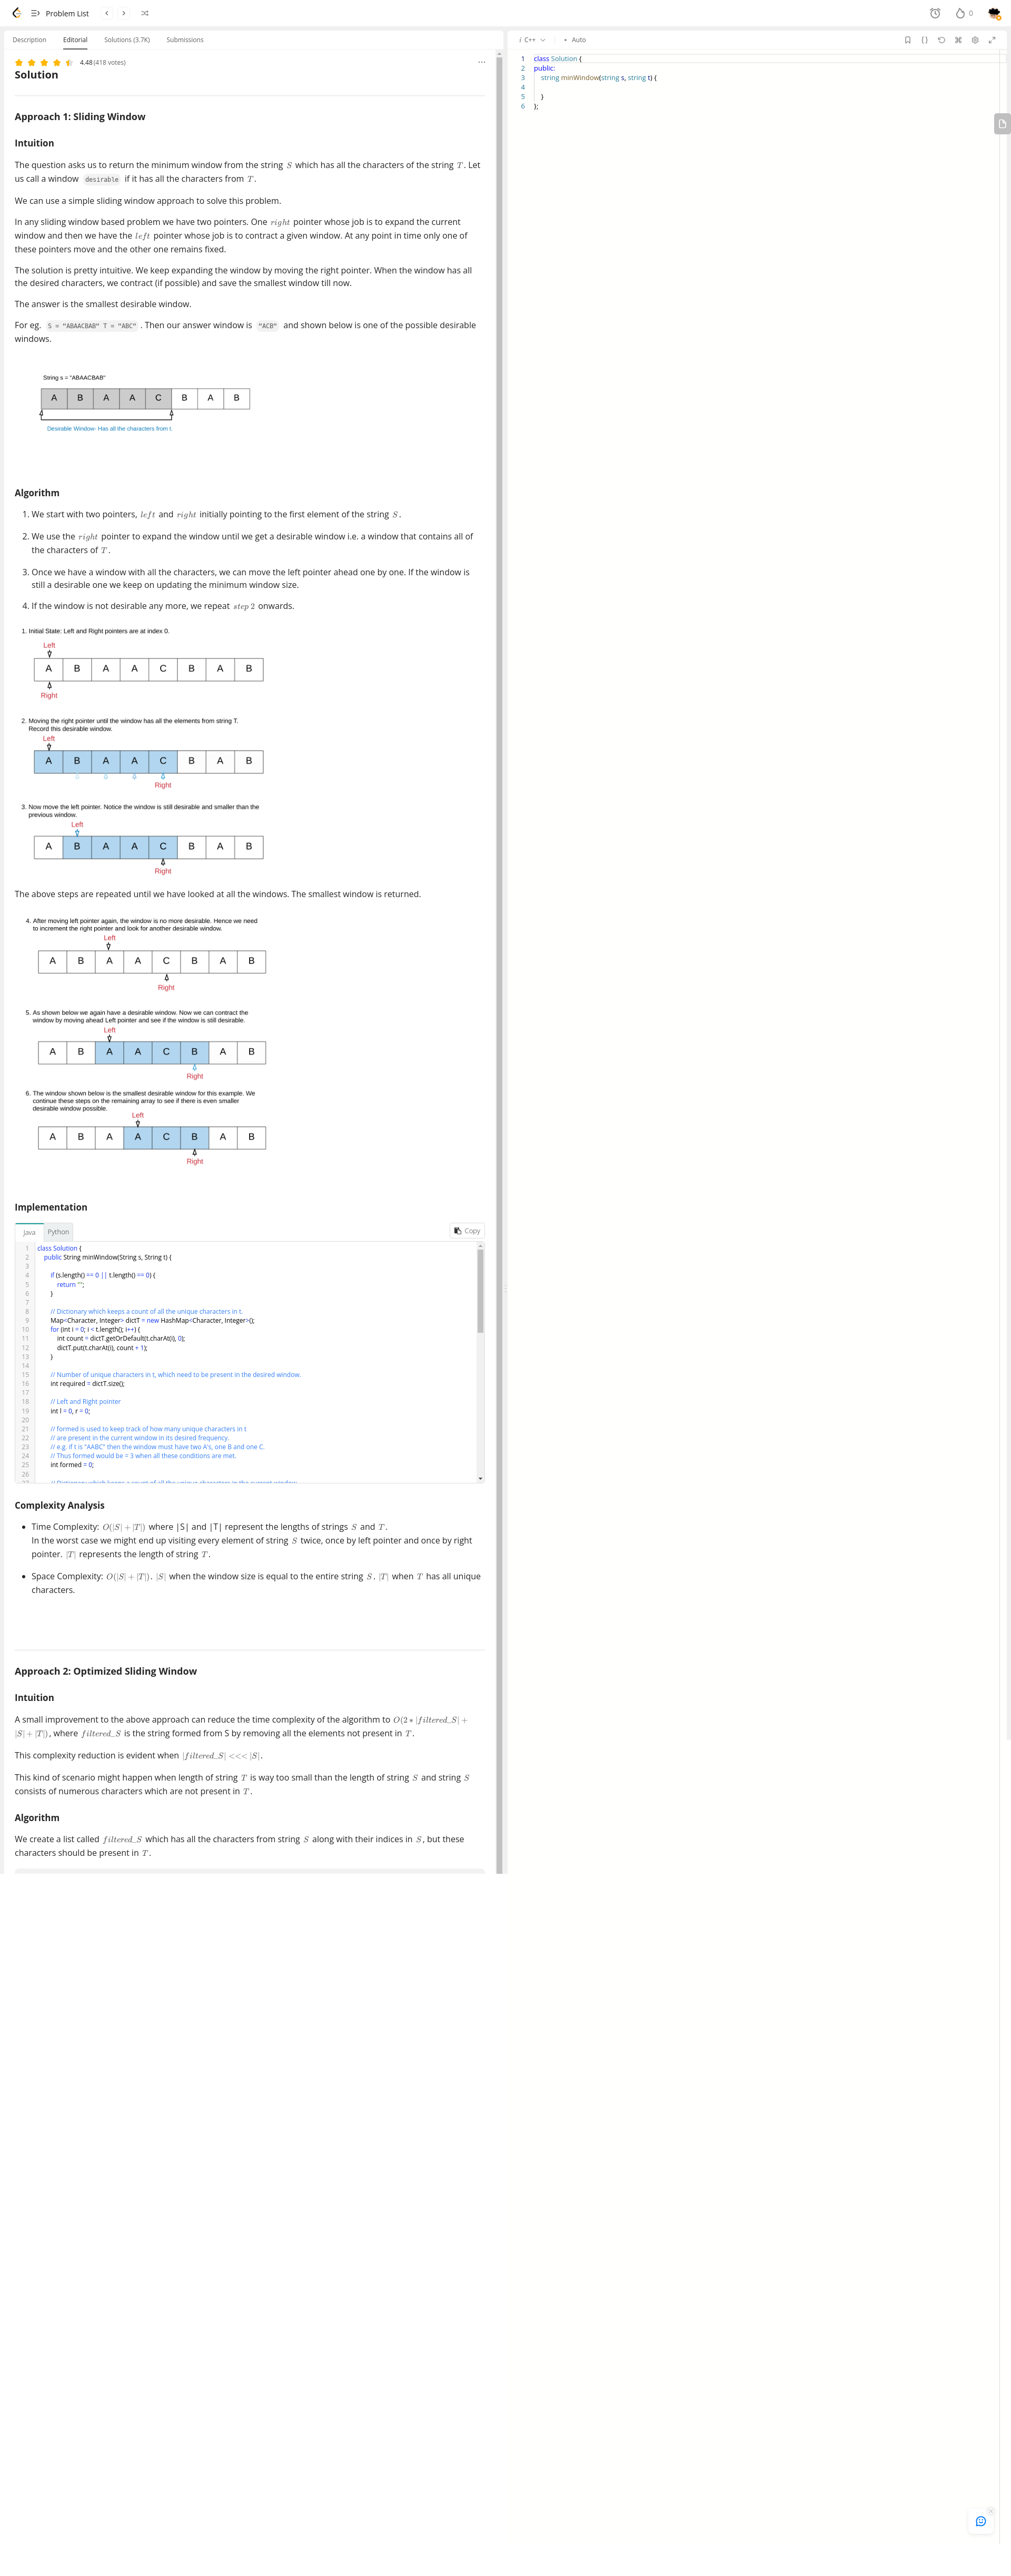 Problem List
0
Description Editorial Solutions (3.7K) Submissions
4.48 (418 votes)
Solution
Approach 1: Sliding Window
Intuition
The question asks us to return the minimum window from the string S which has all the characters of the string T. Let
us call a window desirable if it has all the characters from T.
We can use a simple sliding window approach to solve this problem.
In any sliding window based problem we have two pointers. One right pointer whose job is to expand the current
window and then we have the left pointer whose job is to contract a given window. At any point in time only one of
these pointers move and the other one remains fixed.
The solution is pretty intuitive. We keep expanding the window by moving the right pointer. When the window has all
the desired characters, we contract (if possible) and save the smallest window till now.
The answer is the smallest desirable window.
For eg. S = "ABAACBAB" T = "ABC" . Then our answer window is "ACB" and shown below is one of the possible desirable
windows.
String s = "ABAACBAB"
A B A A C B A B
Desirable Window- Has all the characters from t.
Algorithm
1. We start with two pointers, left and right initially pointing to the first element of the string S.
2. We use the right pointer to expand the window until we get a desirable window i.e. a window that contains all of
the characters of T.
3. Once we have a window with all the characters, we can move the left pointer ahead one by one. If the window is
still a desirable one we keep on updating the minimum window size.
4. If the window is not desirable any more, we repeat step 2 onwards.
1. Initial State: Left and Right pointers are at index 0.
Left
A B A A C B A B
Right
2. Moving the right pointer until the window has all the elements from string T.
Record this desirable window.
Left
A B A A C B A B
Right
3. Now move the left pointer. Notice the window is still desirable and smaller than the
previous window.
Left
A B A A C B A B
Right
The above steps are repeated until we have looked at all the windows. The smallest window is returned.
4. After moving left pointer again, the window is no more desirable. Hence we need
to increment the right pointer and look for another desirable window.
Left
A B A A C B A B
Right
5. As shown below we again have a desirable window. Now we can contract the
window by moving ahead Left pointer and see if the window is still desirable.
Left
A B A A C B A B
Right
6. The window shown below is the smallest desirable window for this example. We
continue these steps on the remaining array to see if there is even smaller
desirable window possible.
Left
A B A A C B A B
Right
Implementation
Java Python
Copy
1 class Solution {
2 public String minWindow(String s, String t) {
3
4 if (s.length() == 0 || t.length() == 0) {
5 return "";
6 }
7
8 // Dictionary which keeps a count of all the unique characters in t.
9 Map<Character, Integer> dictT = new HashMap<Character, Integer>();
10 for (int i = 0; i < t.length(); i++) {
11 int count = dictT.getOrDefault(t.charAt(i), 0);
12 dictT.put(t.charAt(i), count + 1);
13 }
14
15 // Number of unique characters in t, which need to be present in the desired window.
16 int required = dictT.size();
17
18 // Left and Right pointer
19 int l = 0, r = 0;
20
21 // formed is used to keep track of how many unique characters in t
22 // are present in the current window in its desired frequency.
23 // e.g. if t is "AABC" then the window must have two A's, one B and one C.
24 // Thus formed would be = 3 when all these conditions are met.
25 int formed = 0;
26
27 // Dictionary which keeps a count of all the unique characters in the current window.
Complexity Analysis
• Time Complexity: O(|S| + |T|) where |S| and |T| represent the lengths of strings S and T.
In the worst case we might end up visiting every element of string S twice, once by left pointer and once by right
pointer. |T| represents the length of string T.
• Space Complexity: O(|S| + |T|). |S| when the window size is equal to the entire string S. |T| when T has all unique
characters.
Approach 2: Optimized Sliding Window
Intuition
A small improvement to the above approach can reduce the time complexity of the algorithm to O(2 ∗ |filtered_S| +
|S| + |T|), where filtered_S is the string formed from S by removing all the elements not present in T.
This complexity reduction is evident when |filtered_S| <<< |S|.
This kind of scenario might happen when length of string T is way too small than the length of string S and string S
consists of numerous characters which are not present in T.
Algorithm
We create a list called filtered_S which has all the characters from string S along with their indices in S, but these
characters should be present in T.
i C++ • Auto
1 class Solution {
2 public:
3 string minWindow(string s, string t) {
4
5 }
6 };